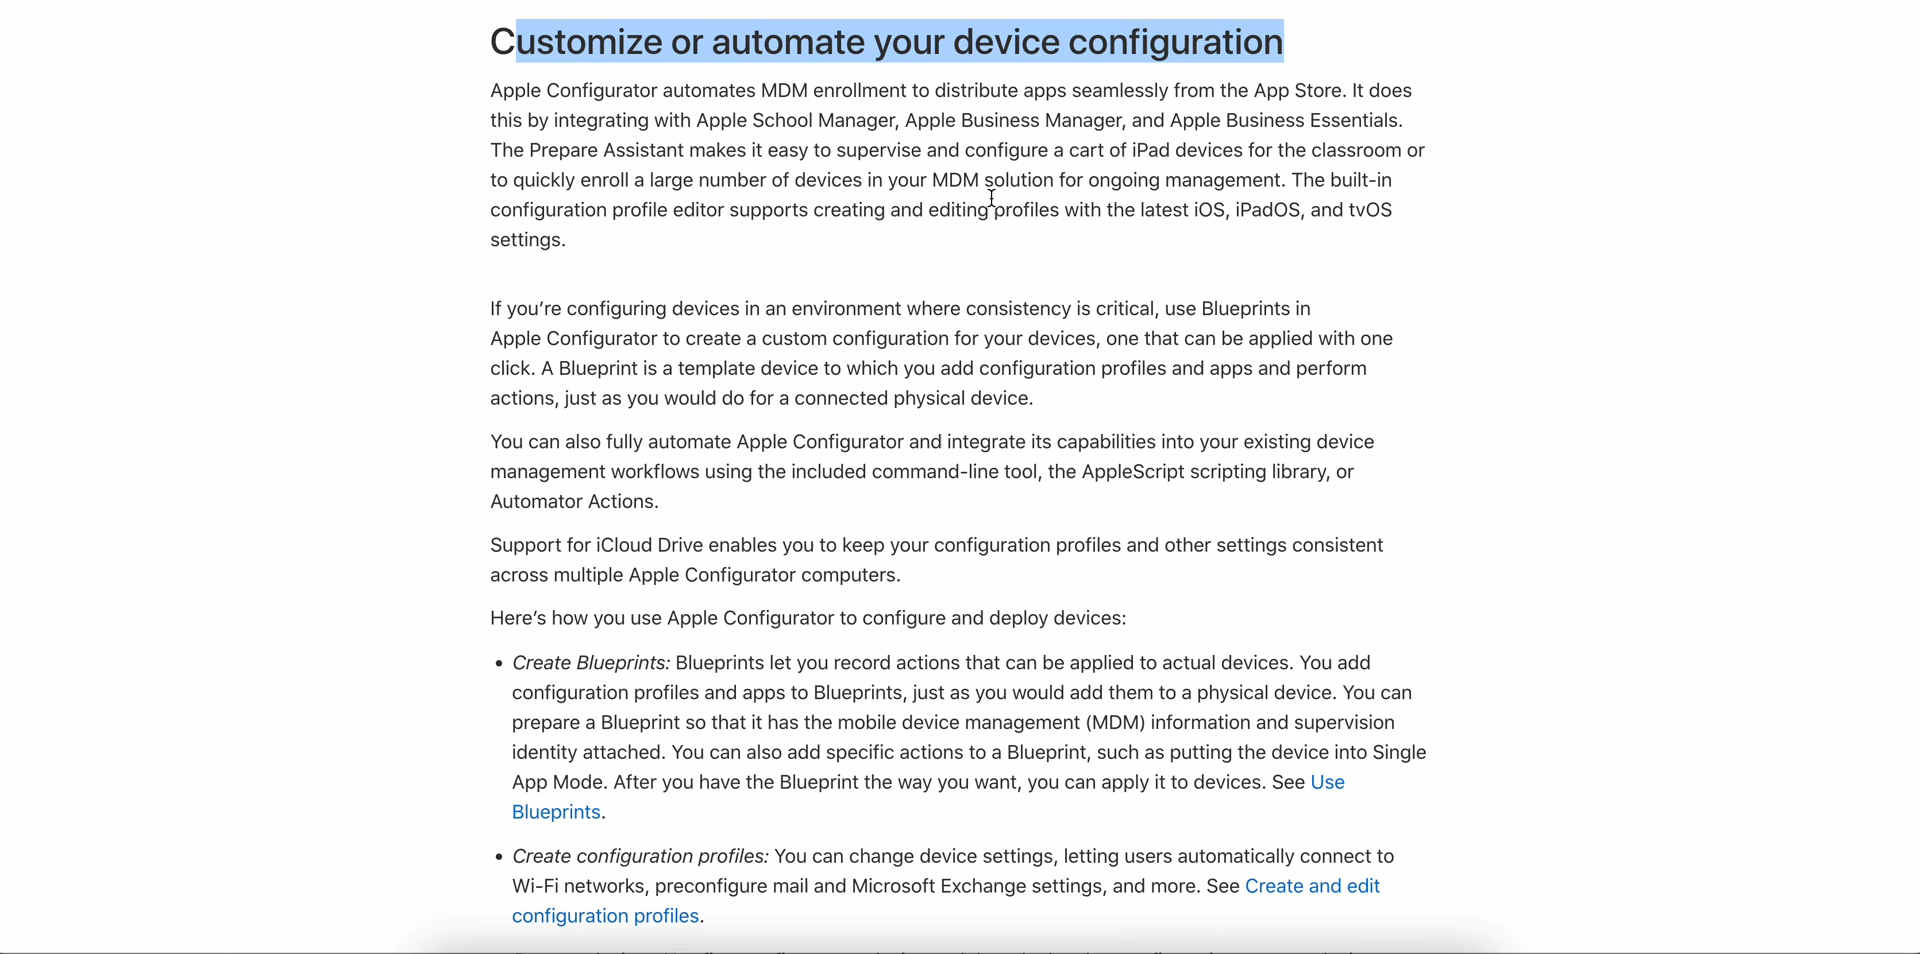 Customize or automate your device configuration
Apple Configurator automates MDM enrollment to distribute apps seamlessly from the App Store. It does
this by integrating with Apple School Manager, Apple Business Manager, and Apple Business Essentials.
The Prepare Assistant makes it easy to supervise and configure a cart of iPad devices for the classroom or
to quickly enroll a large number of devices in your MDM solution for ongoing management. The built-in
configuration profile editor supports creating and editing profiles with the latest iOS, iPadOS, and tvOS
settings.
If you’re configuring devices in an environment where consistency is critical, use Blueprints in
Apple Configurator to create a custom configuration for your devices, one that can be applied with one
click. A Blueprint is a template device to which you add configuration profiles and apps and perform
actions, just as you would do for a connected physical device.
You can also fully automate Apple Configurator and integrate its capabilities into your existing device
management workflows using the included command-line tool, the AppleScript scripting library, or
Automator Actions.
Support for iCloud Drive enables you to keep your configuration profiles and other settings consistent
across multiple Apple Configurator computers.
Here’s how you use Apple Configurator to configure and deploy devices:
• Create Blueprints: Blueprints let you record actions that can be applied to actual devices. You add
configuration profiles and apps to Blueprints, just as you would add them to a physical device. You can
prepare a Blueprint so that it has the mobile device management (MDM) information and supervision
identity attached. You can also add specific actions to a Blueprint, such as putting the device into Single
App Mode. After you have the Blueprint the way you want, you can apply it to devices. See Use
Blueprints.
• Create configuration profiles: You can change device settings, letting users automatically connect to
Wi-Fi networks, preconfigure mail and Microsoft Exchange settings, and more. See Create and edit
configuration profiles.